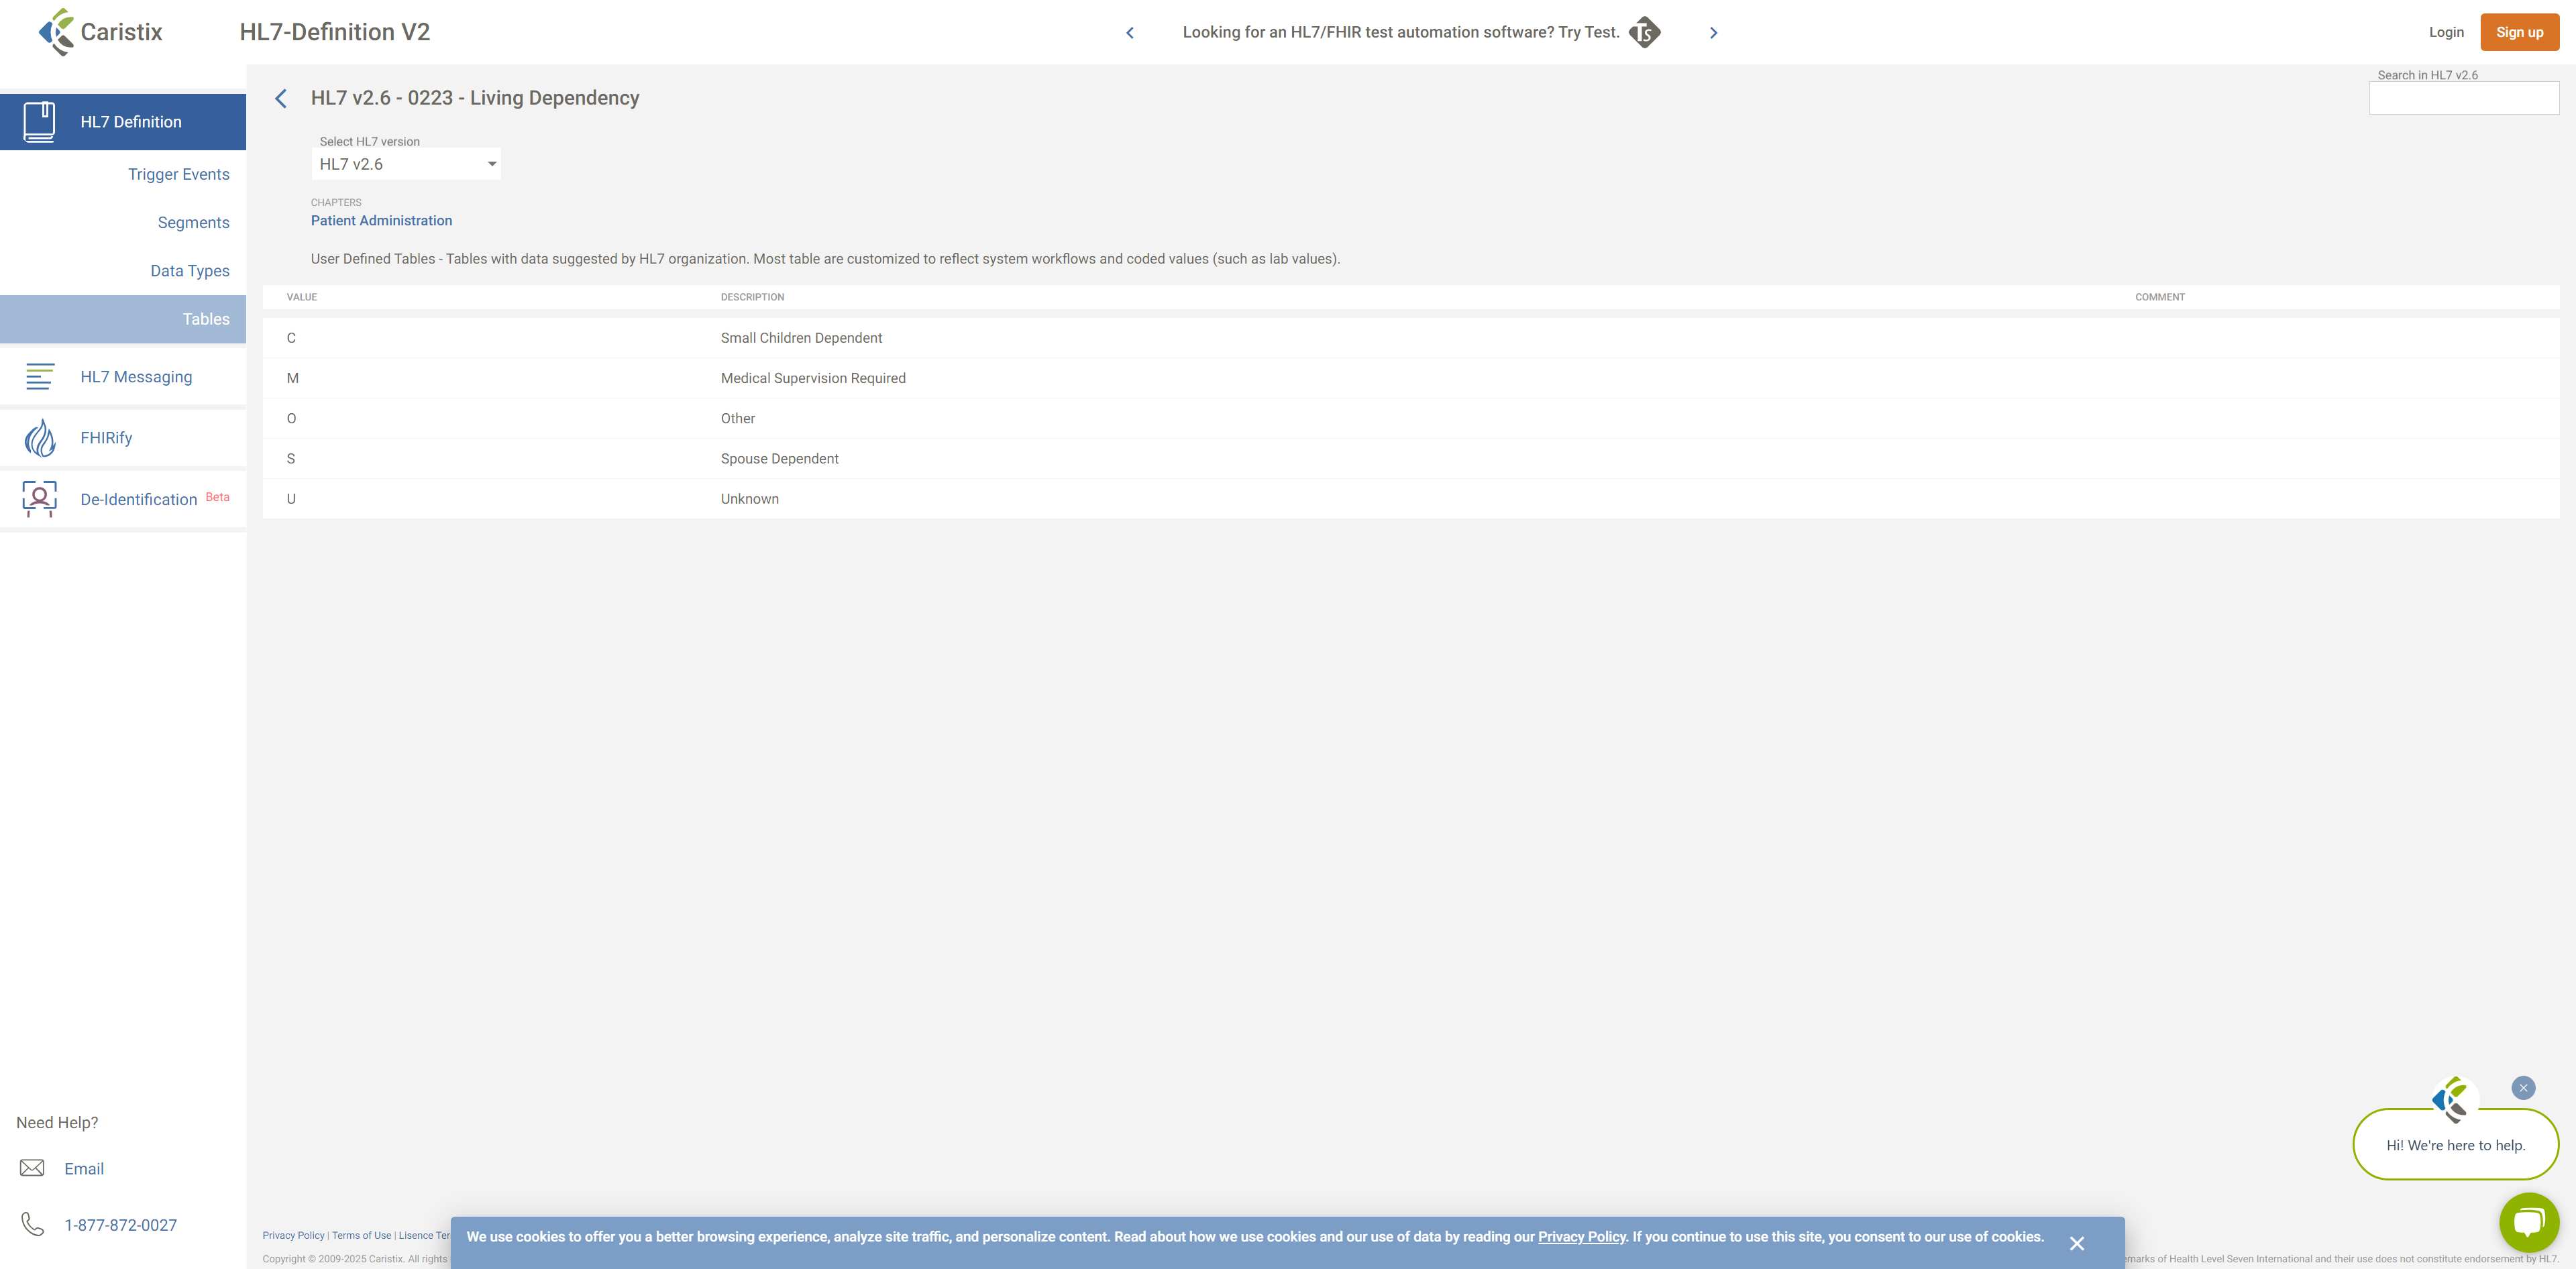 Caristix
HL7-Definition V2
Looking for an HL7/FHIR test automation software? Try Test.
Ts
Login
Sign up
HL7 Definition
Trigger Events
Segments
Data Types
Tables
HL7 Messaging
FHIRify
De-Identification Beta
Need Help?
Email
1-877-872-0027
HL7 v2.6 - 0223 - Living Dependency
Search in HL7 v2.6
Select HL7 version
HL7 v2.6
CHAPTERS
Patient Administration
User Defined Tables - Tables with data suggested by HL7 organization. Most table are customized to reflect system workflows and coded values (such as lab values).
VALUE DESCRIPTION COMMENT
C Small Children Dependent
M Medical Supervision Required
O Other
S Spouse Dependent
U Unknown
Hi! We're here to help.
Privacy Policy | Terms of Use | Lisence Ter
We use cookies to offer you a better browsing experience, analyze site traffic, and personalize content. Read about how we use cookies and our use of data by reading our Privacy Policy. If you continue to use this site, you consent to our use of cookies.
Copyright © 2009-2025 Caristix. All rights
emarks of Health Level Seven International and their use does not constitute endorsement by HL7.